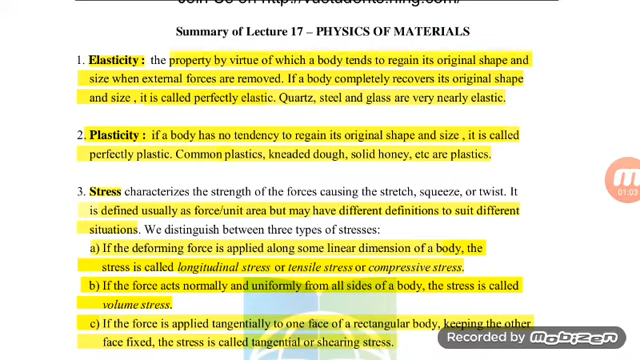 Join Us on http://vustudents.ning.com
Summary of Lecture 17 – PHYSICS OF MATERIALS
1. Elasticity : the property by virtue of which a body tends to regain its original shape and
size when external forces are removed. If a body completely recovers its original shape
and size , it is called perfectly elastic. Quartz, steel and glass are very nearly elastic.
2. Plasticity : if a body has no tendency to regain its original shape and size , it is called
perfectly plastic. Common plastics, kneaded dough, solid honey, etc are plastics.
3. Stress characterizes the strength of the forces causing the stretch, squeeze, or twist. It
is defined usually as force/unit area but may have different definitions to suit different
situations. We distinguish between three types of stresses:
a) If the deforming force is applied along some linear dimension of a body, the
stress is called longitudinal stress or tensile stress or compressive stress.
b) If the force acts normally and uniformly from all sides of a body, the stress is called
volume stress.
c) If the force is applied tangentially to one face of a rectangular body, keeping the other
face fixed, the stress is called tangential or shearing stress.
m
01:03
Recorded by mobizen